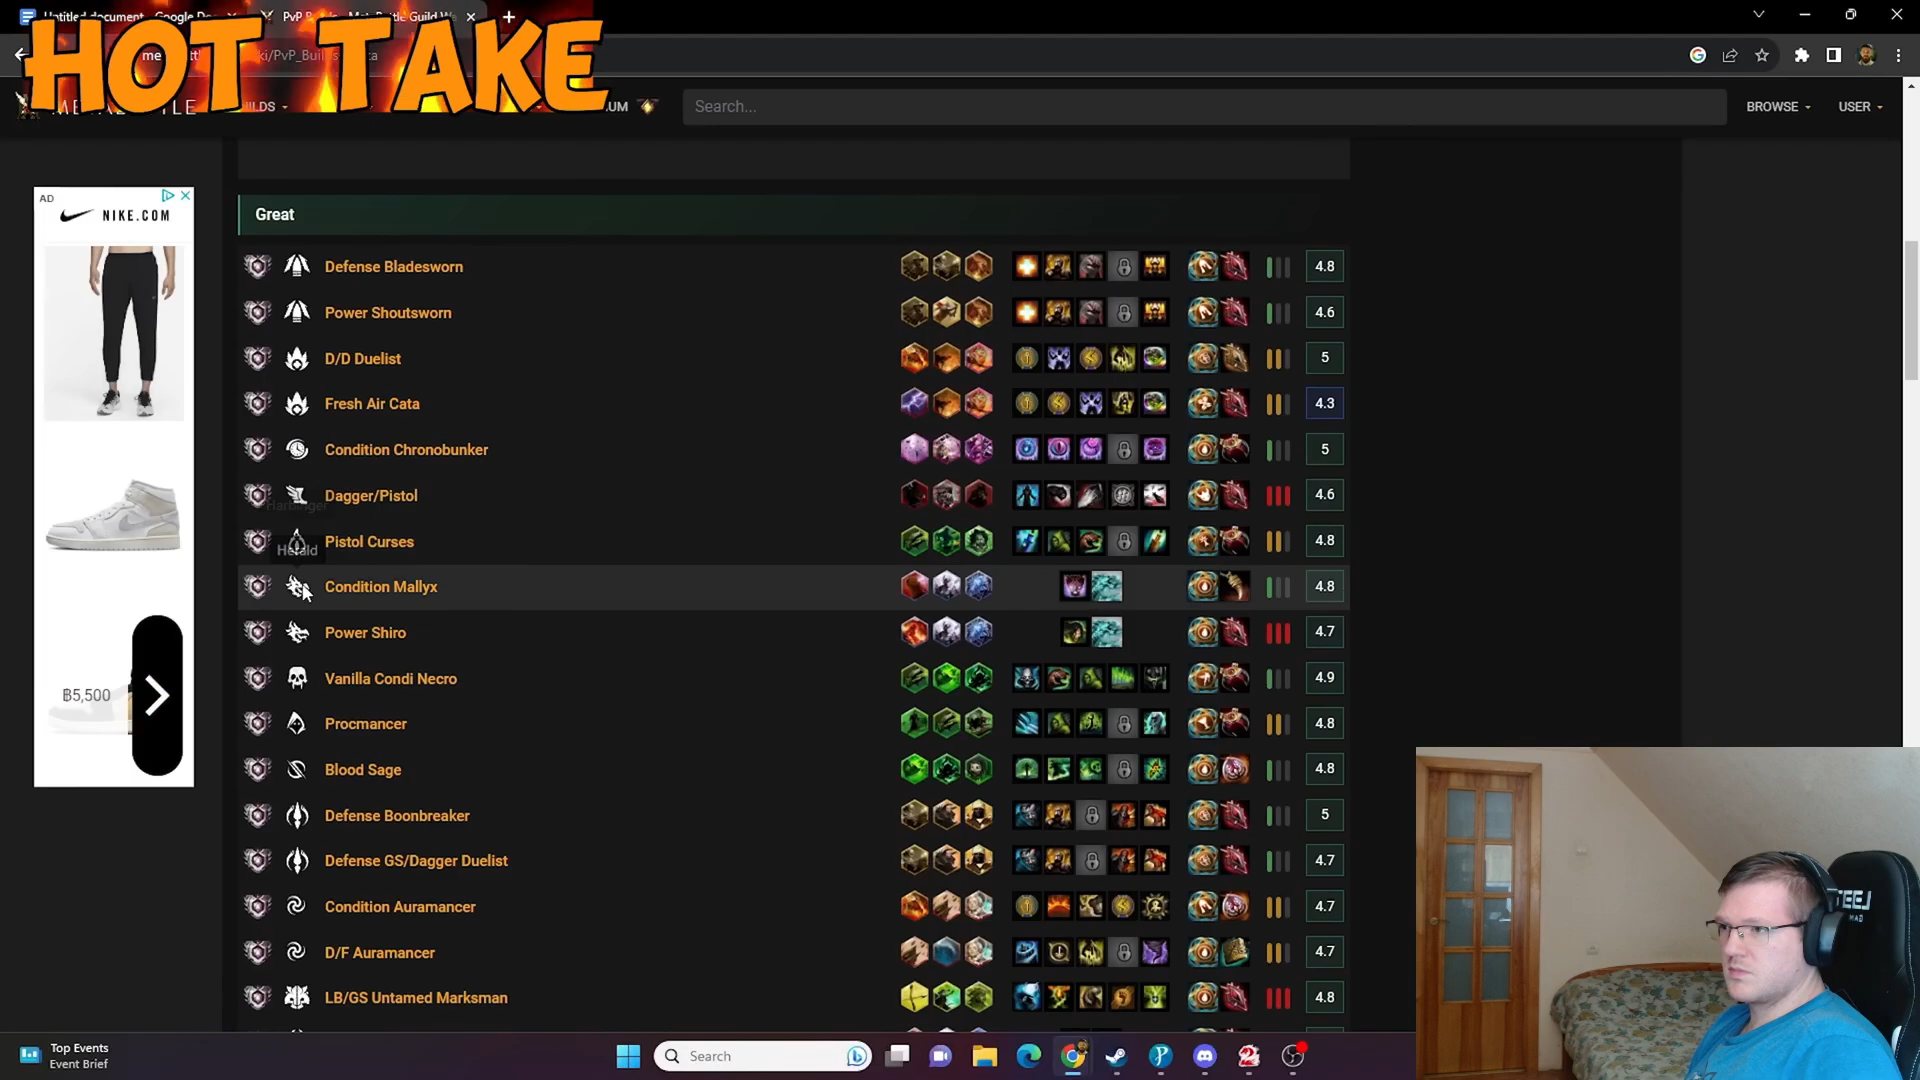 HOT TAKE
Untitled document - Google Do
PvP B
Guild W
BROWSE
USER
Search...
AD
NIKE.COM
฿5,500
Great
Defense Bladesworn
4.8
Power Shoutsworn
4.6
D/D Duelist
5
Fresh Air Cata
4.3
Condition Chronobunker
5
Dagger/Pistol
4.6
Harbinger
Pistol Curses
4.8
Herald
Condition Mallyx
4.8
Power Shiro
4.7
Vanilla Condi Necro
4.9
Procmancer
4.8
Blood Sage
4.8
Defense Boonbreaker
5
Defense GS/Dagger Duelist
4.7
Condition Auramancer
4.7
D/F Auramancer
4.7
LB/GS Untamed Marksman
4.8
Top Events
Event Brief
Search